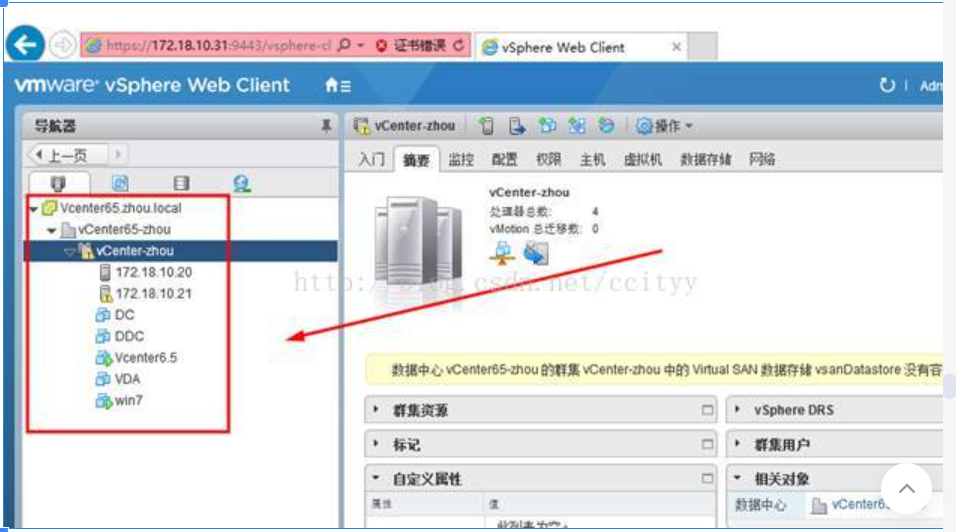 https://172.18.10.31:9443/vsphere-cl
证书错误
vSphere Web Client
vmware® vSphere Web Client
导航器
上一页
Vcenter65.zhou.local
vCenter65-zhou
vCenter-zhou
172.18.10.20
172.18.10.21
DC
DDC
Vcenter6.5
VDA
win7
vCenter-zhou
操作
入门 摘要 监控 配置 权限 主机 虚拟机 数据存储 网络
vCenter-zhou
处理器总数: 4
vMotion 总迁移数: 0
数据中心 vCenter65-zhou 的群集 vCenter-zhou 中的 Virtual SAN 数据存储 vsanDatastore 没有容
群集资源
vSphere DRS
标记
群集用户
自定义属性
相关对象
属性 值
数据中心 vCenter6
此列表为空。